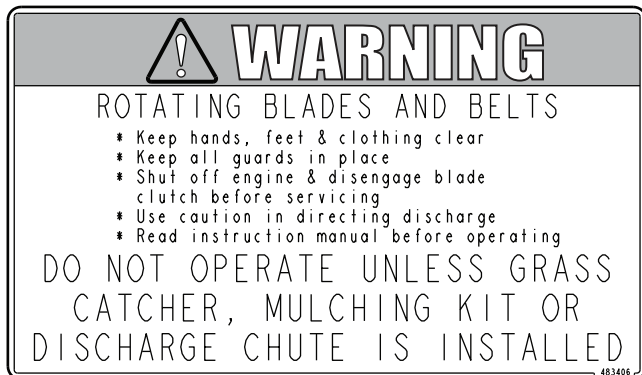 WARNING
ROTATING BLADES AND BELTS
* Keep hands, feet & clothing clear
* Keep all guards in place
* Shut off engine & disengage blade
clutch before servicing
* Use caution in directing discharge
* Read instruction manual before operating
DO NOT OPERATE UNLESS GRASS
CATCHER, MULCHING KIT OR
DISCHARGE CHUTE IS INSTALLED
483406